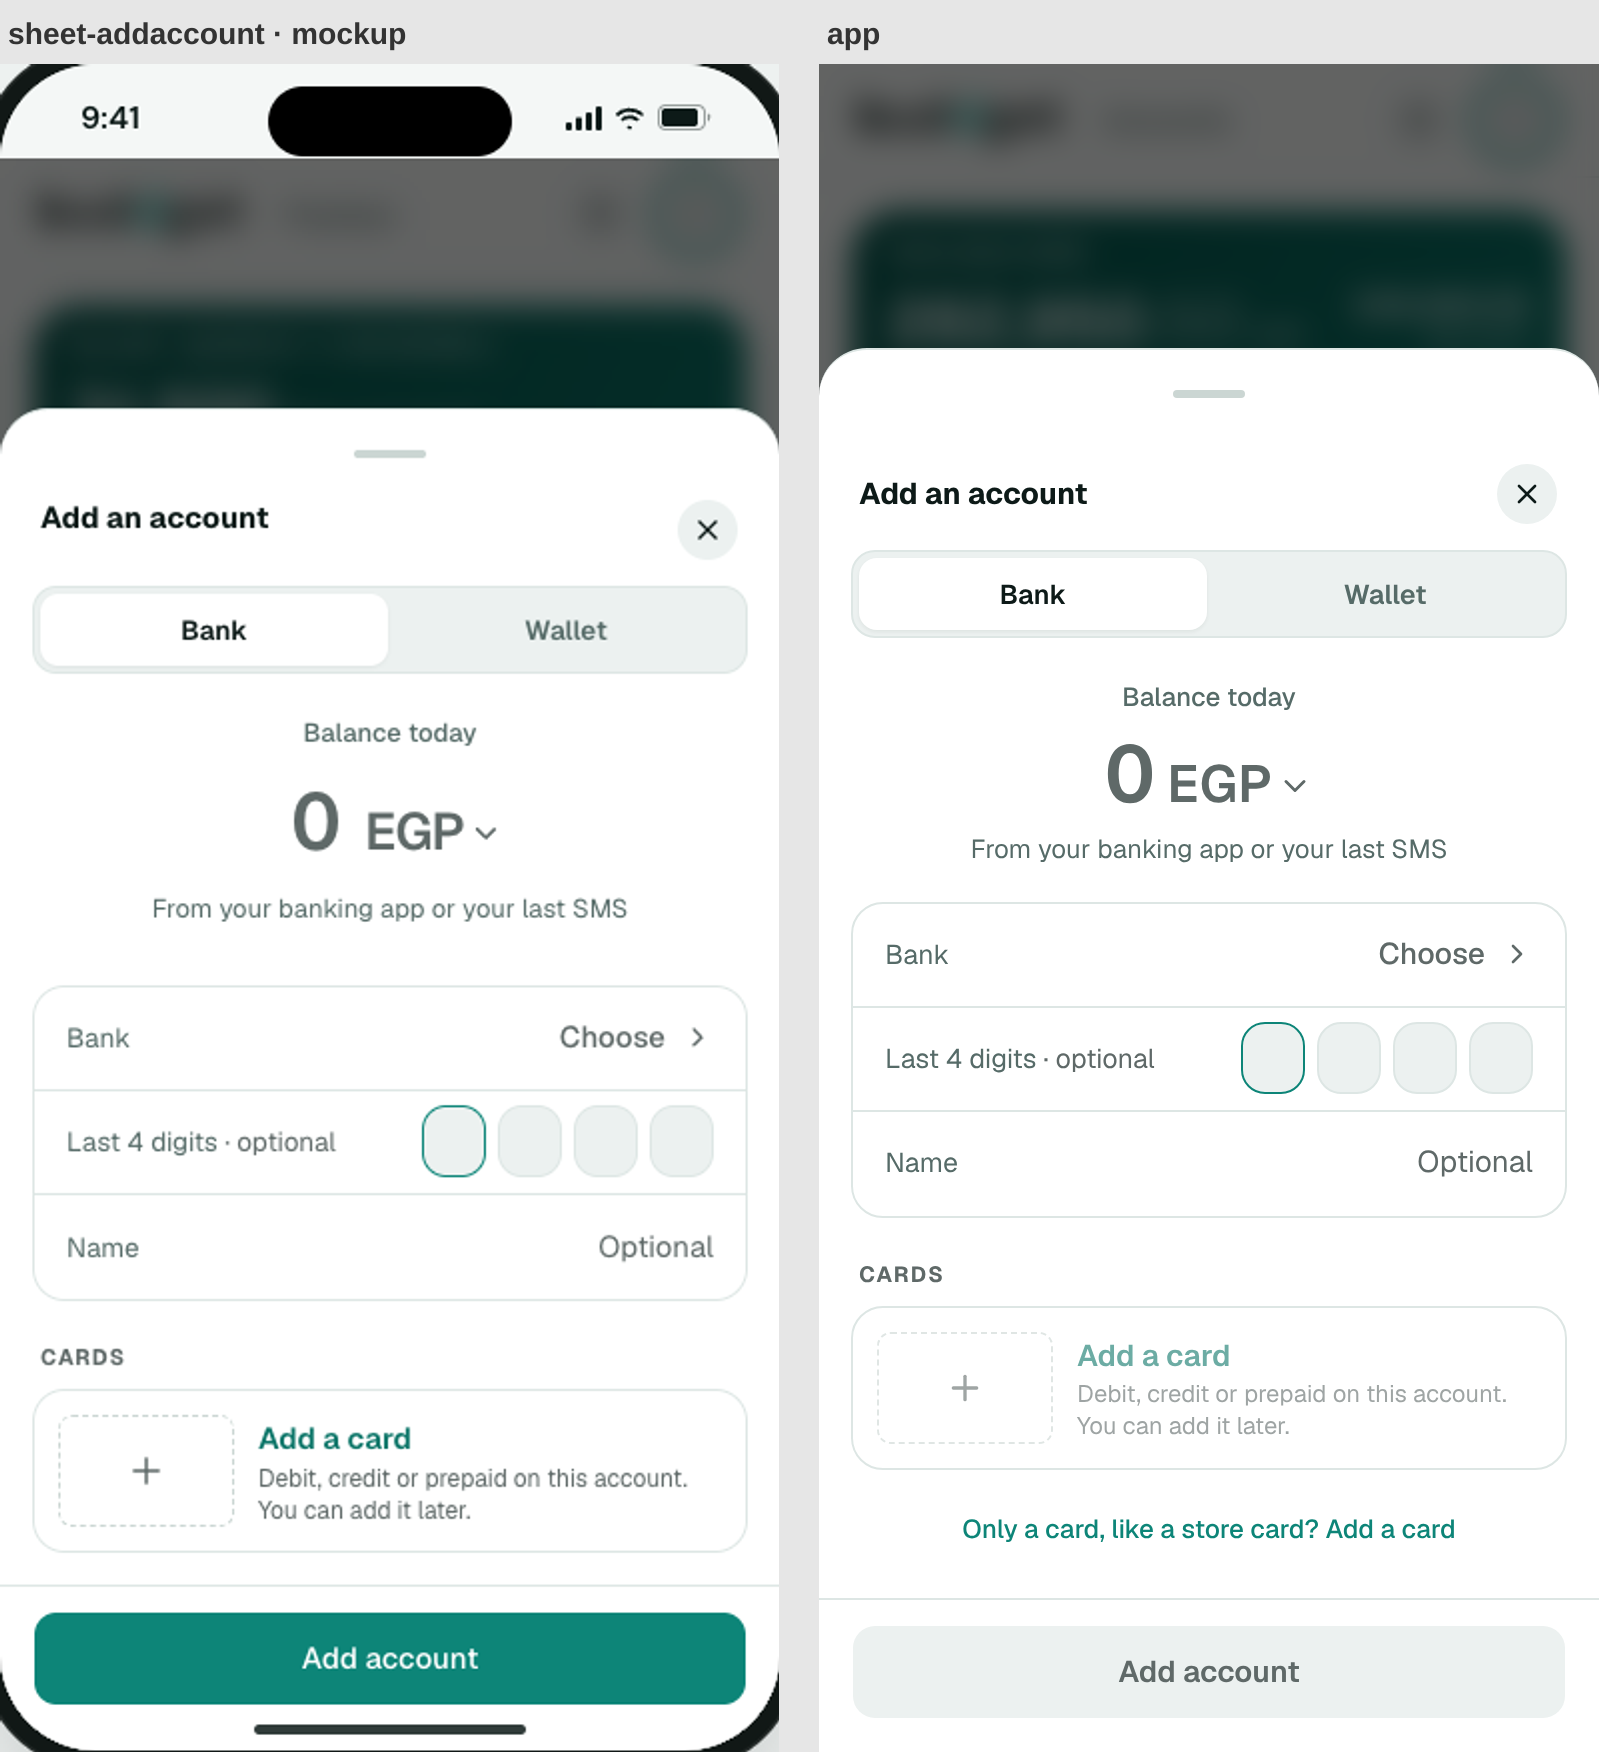 sheet-addaccount · mockup
9:41
Add an account
Bank
Wallet
Balance today
0 EGP
From your banking app or your last SMS
Bank
Choose
Last 4 digits · optional
Name
Optional
CARDS
Add a card
Debit, credit or prepaid on this account.
You can add it later.
Add account
app
Add an account
Bank
Wallet
Balance today
0 EGP
From your banking app or your last SMS
Bank
Choose
Last 4 digits · optional
Name
Optional
CARDS
Add a card
Debit, credit or prepaid on this account.
You can add it later.
Only a card, like a store card? Add a card
Add account